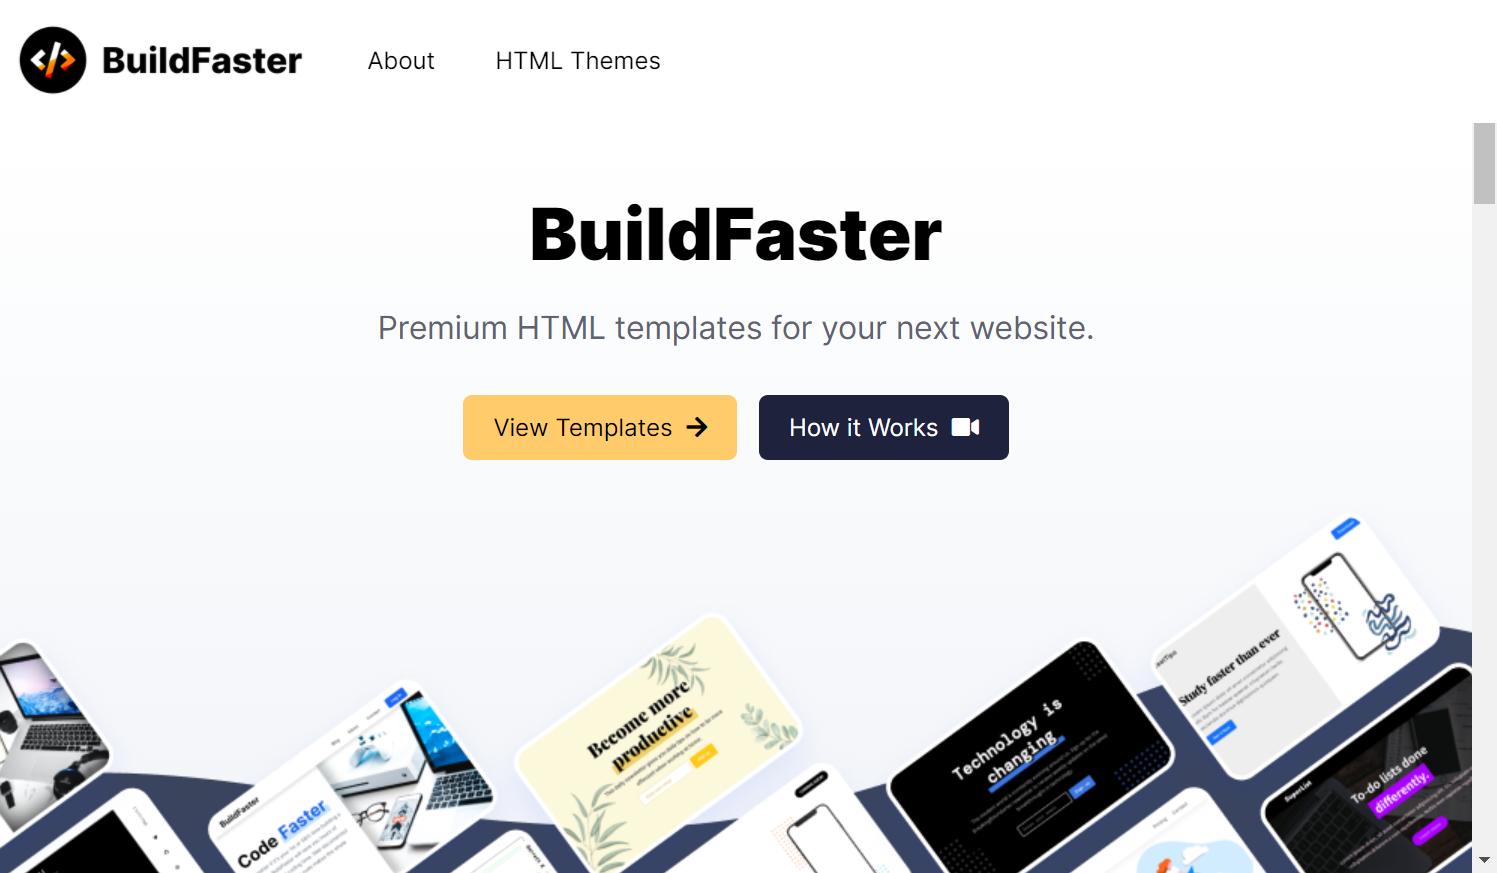 BuildFaster
About
HTML Themes
BuildFaster
Premium HTML templates for your next website.
View Templates
How it Works
Study faster than ever
Become more
productive
Technology is
changing
To-do lists done
differently.
SuperList
BuildFaster
Code Faster